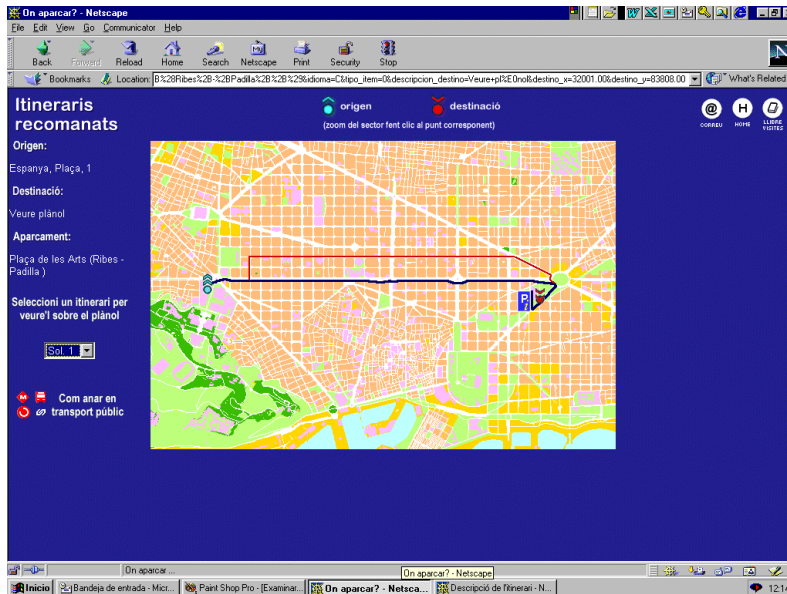 On aparcar? - Netscape
File Edit View Go Communicator Help
Back Forward Reload Home Search Netscape Print Security Stop
N
Bookmarks Location: B%28Ribes%2B-%2BPadilla%2B%2B%29&idioma=C&tipo_item=0&descripcion_destino=Veure+pl%E0nol&destino_x=32001.00&destino_y=83808.00 What's Related
Itineraris
recomanats
origen destinació
(zoom del sector fent clic al punt corresponent)
@ H
CORREU HOME LLIBRE
VISITES
Origen:
Espanya, Plaça, 1
Destinació:
Veure plànol
Aparcament:
Plaça de les Arts (Ribes -
Padilla )
Seleccioni un itinerari per
veure'l sobre el plànol
Sol. 1
P
M Com anar en
transport públic
On aparcar ...
On aparcar? - Netscape
Inicio Bandeja de entrada - Micr... Paint Shop Pro - [Examinar... On aparcar? - Netsca... Descripció de l'itinerari - N...